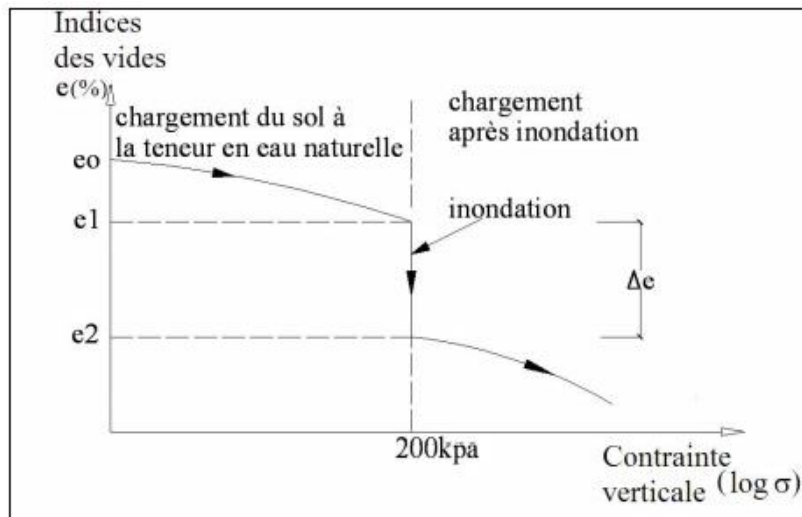 Indices
des vides
e(%)
chargement du sol à
la teneur en eau naturelle
chargement
après inondation
eo
e1
inondation
Δe
e2
200kpa
Contrainte
verticale (log σ)